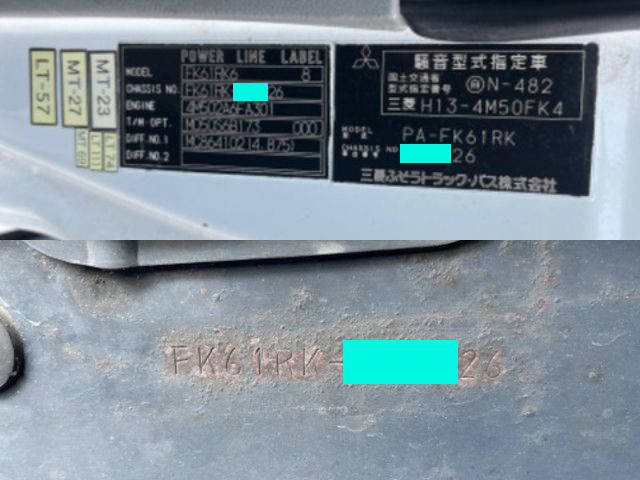 LT-57
MT-27
MT-23
POWER LINE LABEL
MODEL FK61RK6 8
CHASSIS NO. FK61RK 26
ENGINE
T/M OPT. 000
DIFF.NO.1
DIFF.NO.2
騒音型式指定車
国土交通省
型式指定番号 N-482
三菱 H13-4M50FK4
MODEL PA-FK61RK
CHASSIS NO 26
三菱ふそうトラック・バス株式会社
FK61RK- 26